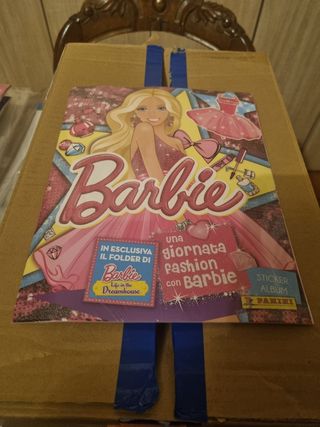 Barbie
IN ESCLUSIVA
IL FOLDER DI
Barbie
Life in the
Dreamhouse
una
giornata
fashion
con Barbie
STICKER
ALBUM
PANINI